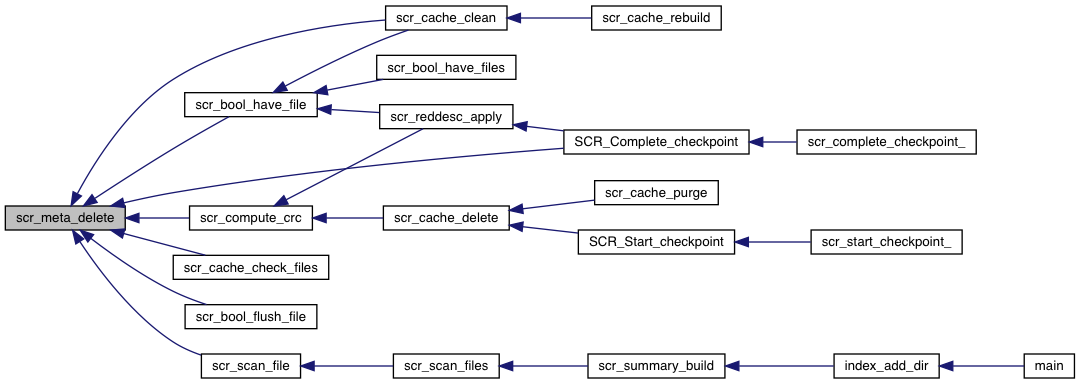 scr_cache_clean
scr_cache_rebuild
scr_bool_have_files
scr_bool_have_file
scr_reddesc_apply
SCR_Complete_checkpoint
scr_complete_checkpoint_
scr_cache_purge
scr_meta_delete
scr_compute_crc
scr_cache_delete
SCR_Start_checkpoint
scr_start_checkpoint_
scr_cache_check_files
scr_bool_flush_file
scr_scan_file
scr_scan_files
scr_summary_build
index_add_dir
main